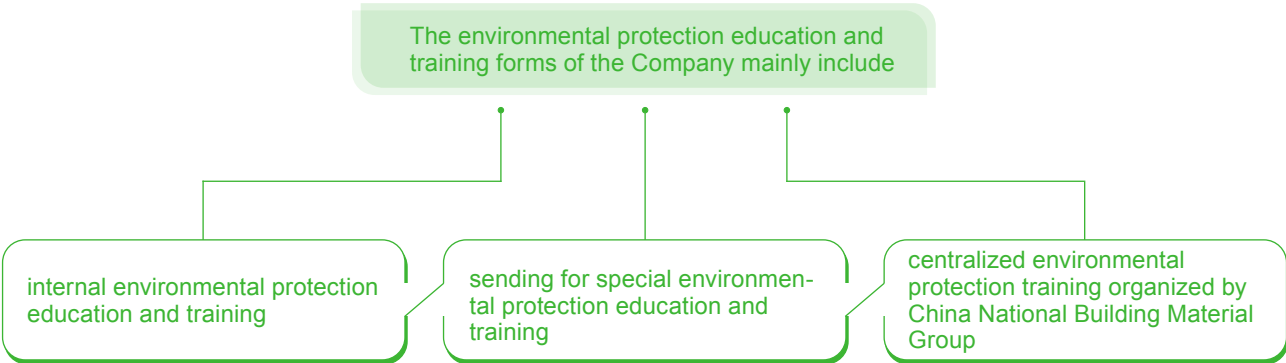 The environmental protection education and
training forms of the Company mainly include
internal environmental protection
education and training
sending for special environmen-
tal protection education and
training
centralized environmental
protection training organized by
China National Building Material
Group